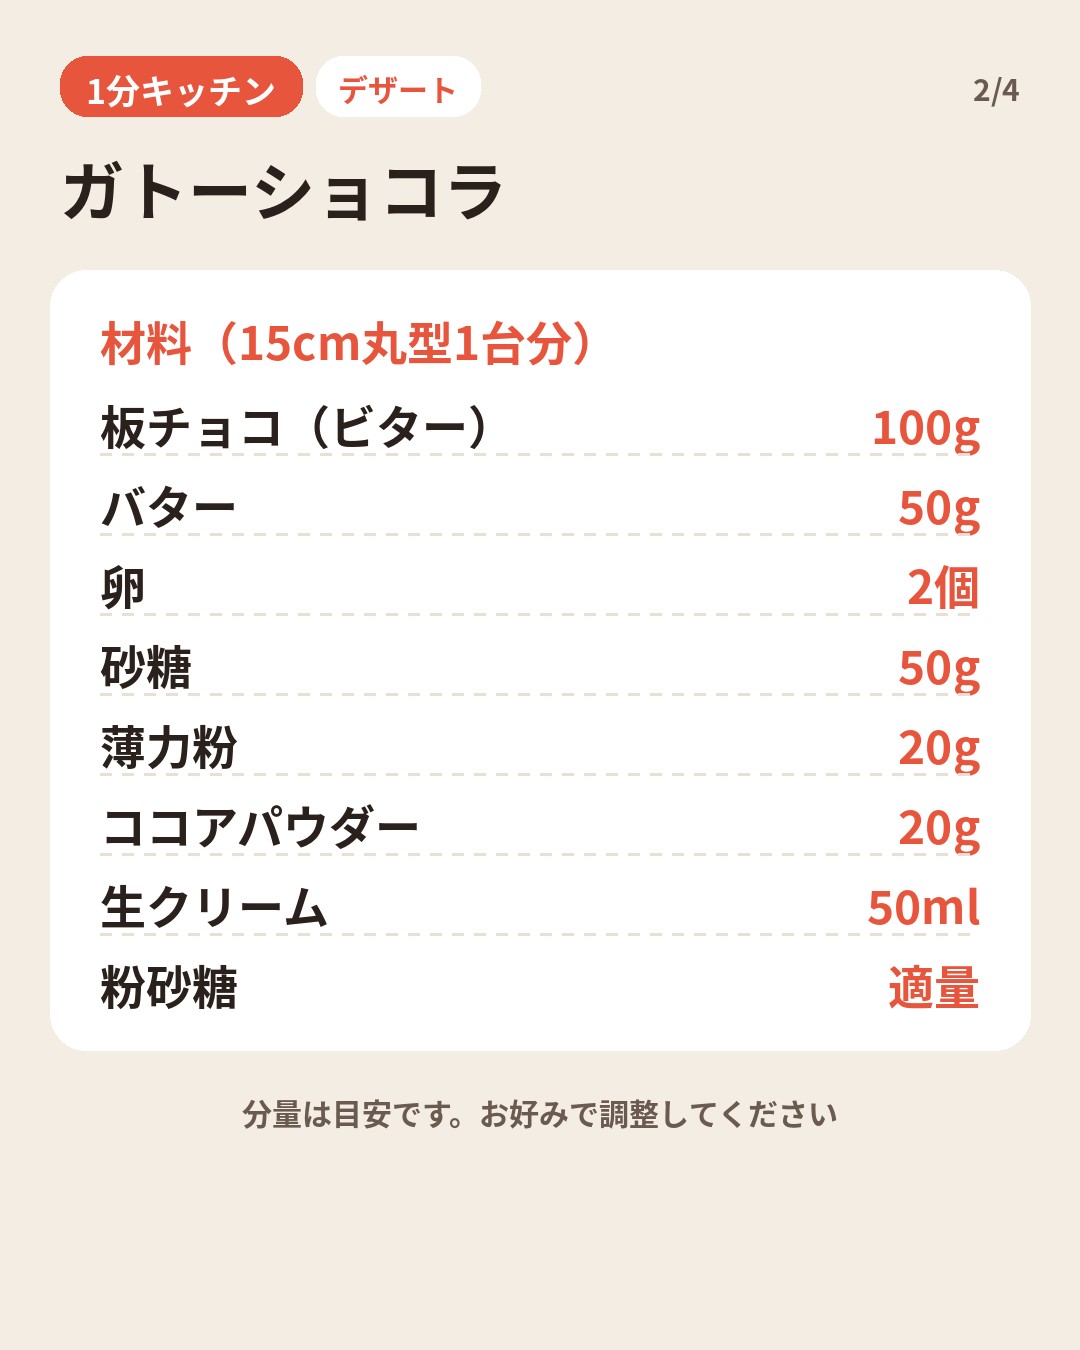 1分キッチン デザート 2/4
ガトーショコラ
材料（15cm丸型1台分）
板チョコ（ビター） 100g
バター 50g
卵 2個
砂糖 50g
薄力粉 20g
ココアパウダー 20g
生クリーム 50ml
粉砂糖 適量
分量は目安です。お好みで調整してください